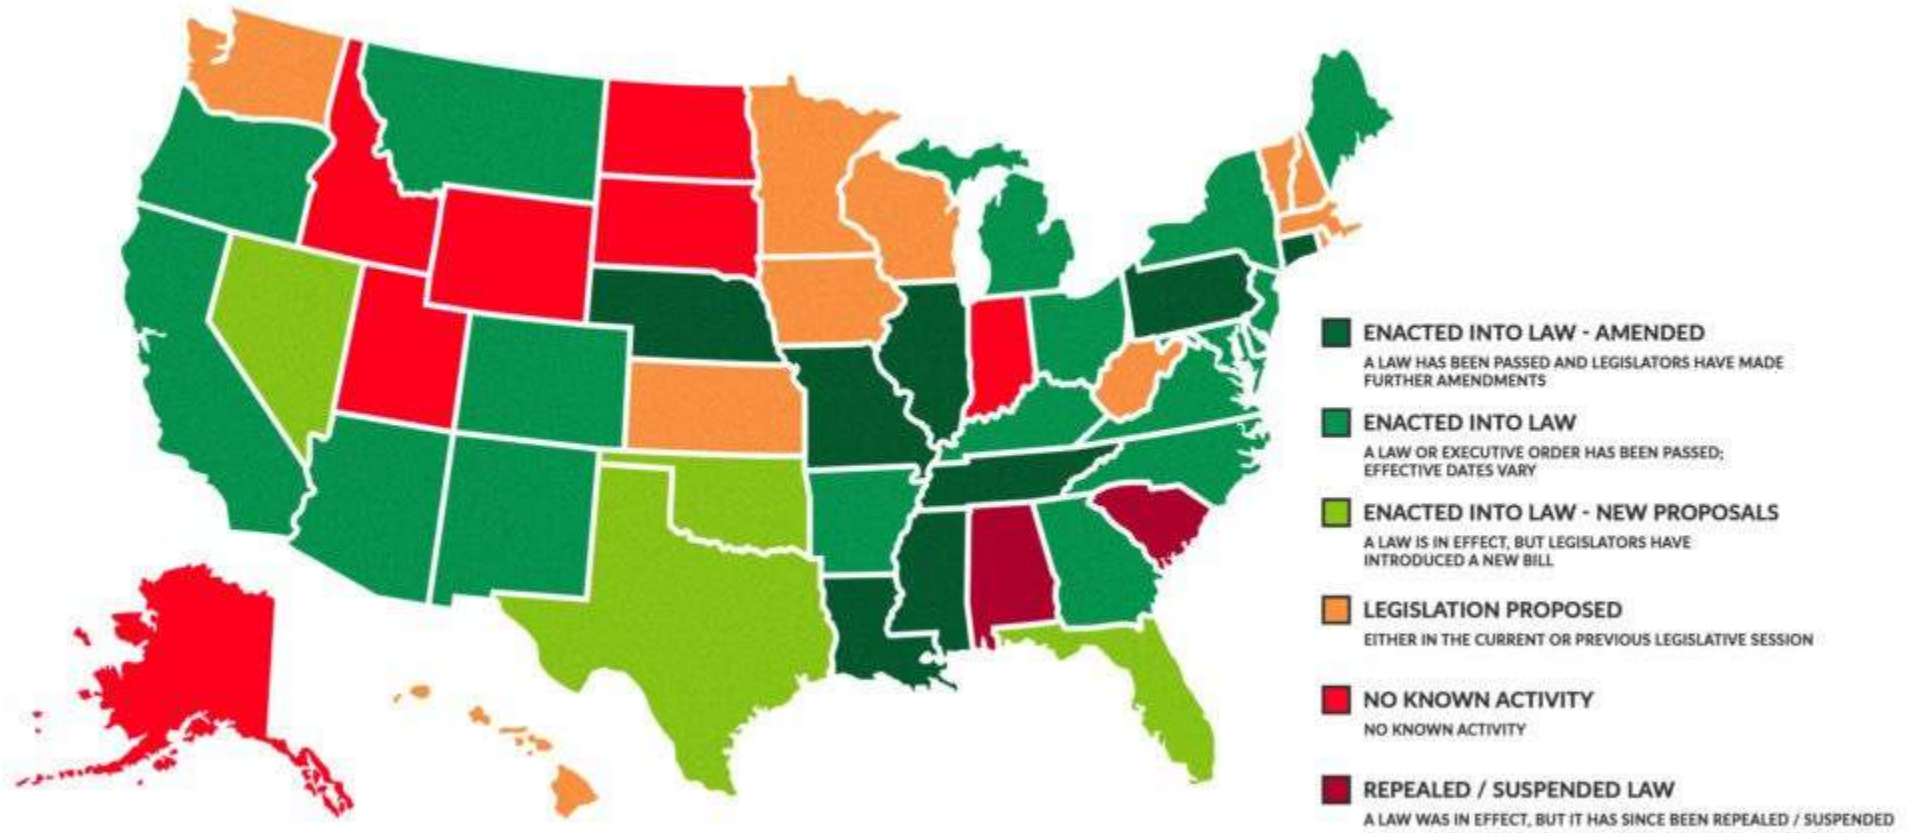 ENACTED INTO LAW - AMENDED
A LAW HAS BEEN PASSED AND LEGISLATORS HAVE MADE
FURTHER AMENDMENTS
ENACTED INTO LAW
A LAW OR EXECUTIVE ORDER HAS BEEN PASSED;
EFFECTIVE DATES VARY
ENACTED INTO LAW - NEW PROPOSALS
A LAW IS IN EFFECT, BUT LEGISLATORS HAVE
INTRODUCED A NEW BILL
LEGISLATION PROPOSED
EITHER IN THE CURRENT OR PREVIOUS LEGISLATIVE SESSION
NO KNOWN ACTIVITY
NO KNOWN ACTIVITY
REPEALED / SUSPENDED LAW
A LAW WAS IN EFFECT, BUT IT HAS SINCE BEEN REPEALED / SUSPENDED